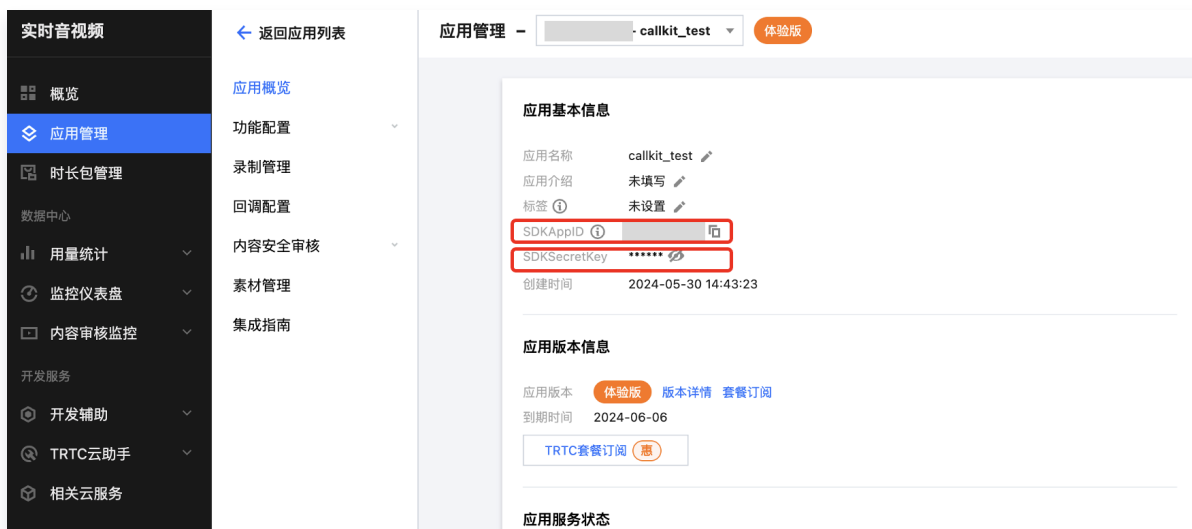 实时音视频
概览
应用管理
时长包管理
数据中心
用量统计
监控仪表盘
内容审核监控
开发服务
开发辅助
TRTC云助手
相关云服务
返回应用列表
应用概览
功能配置
录制管理
回调配置
内容安全审核
素材管理
集成指南
应用管理 - - callkit_test 体验版
应用基本信息
应用名称 callkit_test
应用介绍 未填写
标签 未设置
SDKAppID
SDKSecretKey ******
创建时间 2024-05-30 14:43:23
应用版本信息
应用版本 体验版 版本详情 套餐订阅
到期时间 2024-06-06
TRTC套餐订阅 惠
应用服务状态